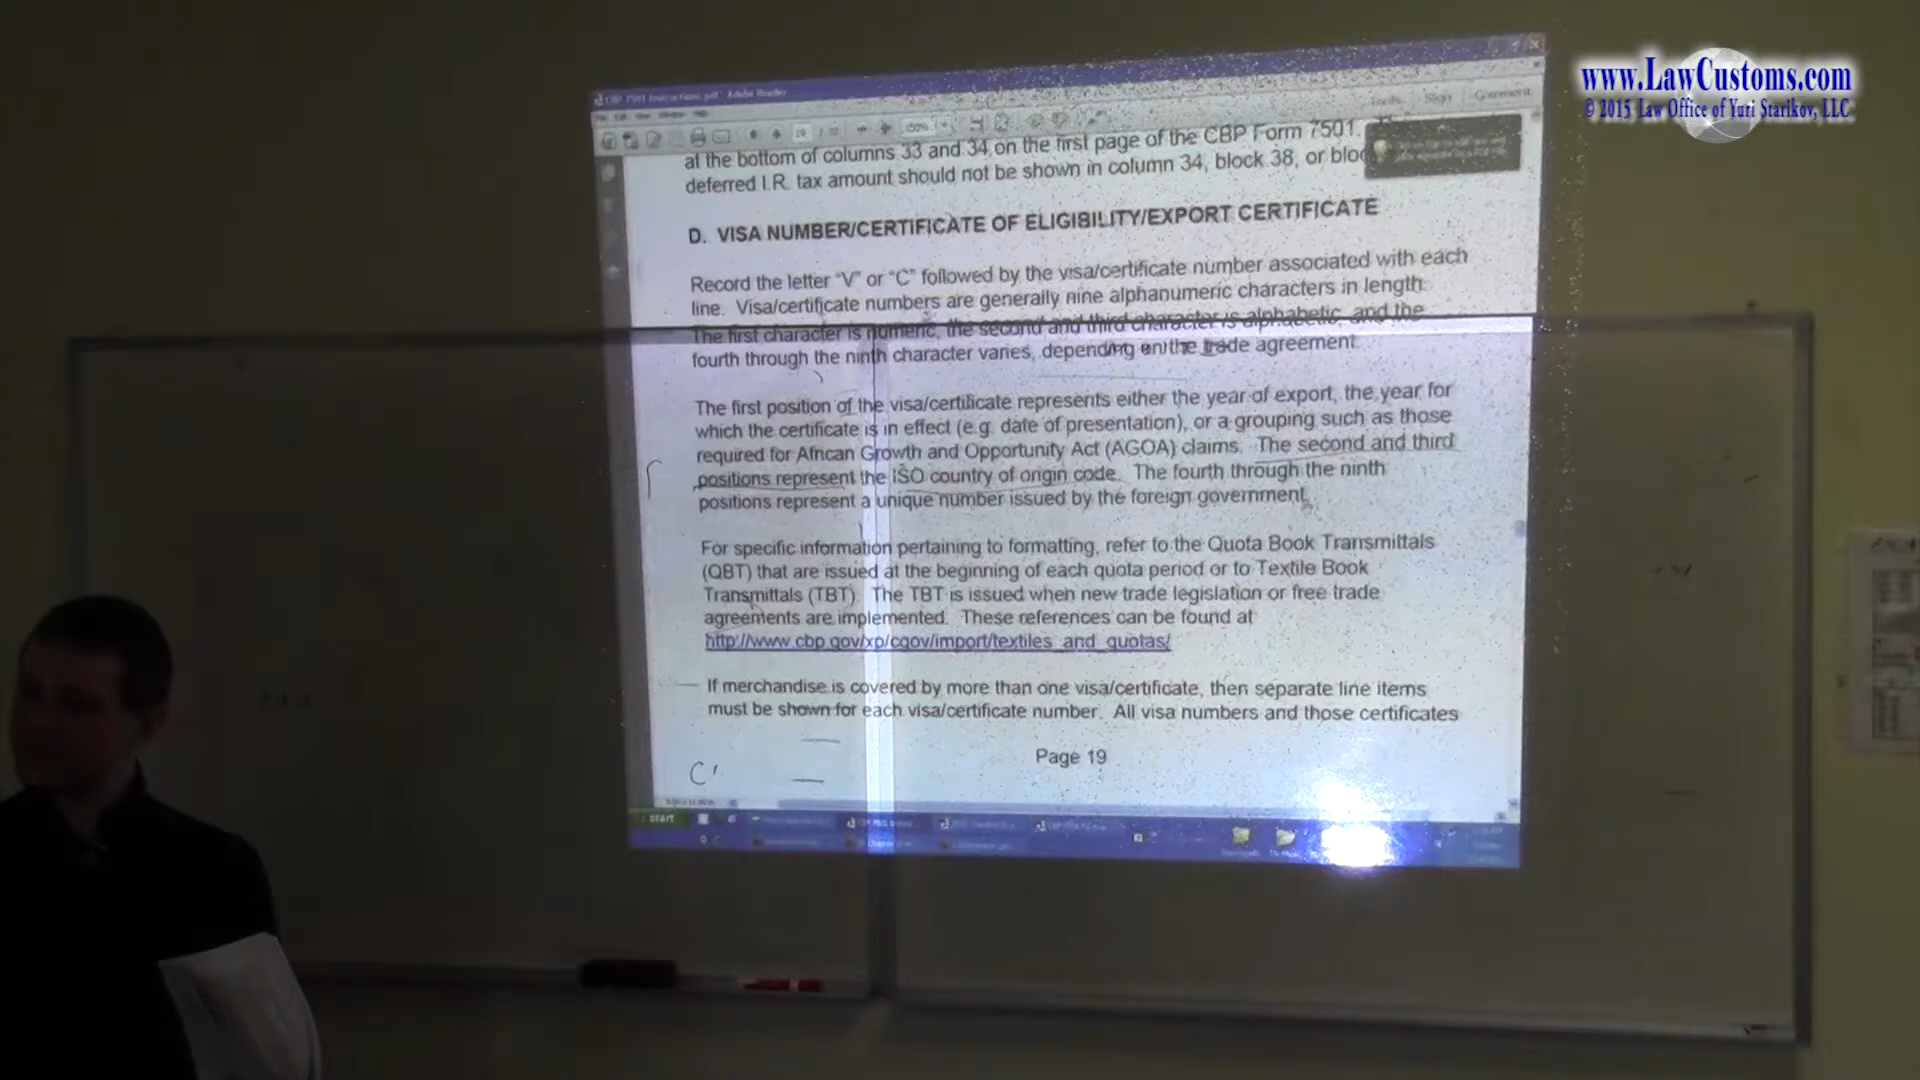 www.LawCustoms.com
© 2015 Law Office of Yuri Starikov, LLC
CBP 7501 Instructions.pdf - Adobe Reader
Tools Sign Comment
at the bottom of columns 33 and 34 on the first page of the CBP Form 7501.
deferred I.R. tax amount should not be shown in column 34, block 38, or
D. VISA NUMBER/CERTIFICATE OF ELIGIBILITY/EXPORT CERTIFICATE
Record the letter "V" or "C" followed by the visa/certificate number associated with each
line. Visa/certificate numbers are generally nine alphanumeric characters in length.
The first character is numeric, the second and third character is alphabetic, and the
fourth through the ninth character varies, depending on the trade agreement.
The first position of the visa/certificate represents either the year of export, the year for
which the certificate is in effect (e.g. date of presentation), or a grouping such as those
required for African Growth and Opportunity Act (AGOA) claims. The second and third
positions represent the ISO country of origin code. The fourth through the ninth
positions represent a unique number issued by the foreign government.
For specific information pertaining to formatting, refer to the Quota Book Transmittals
(QBT) that are issued at the beginning of each quota period or to Textile Book
Transmittals (TBT). The TBT is issued when new trade legislation or free trade
agreements are implemented. These references can be found at
http://www.cbp.gov/xp/cgov/import/textiles_and_quotas/
If merchandise is covered by more than one visa/certificate, then separate line items
must be shown for each visa/certificate number. All visa numbers and those certificates
Page 19
start